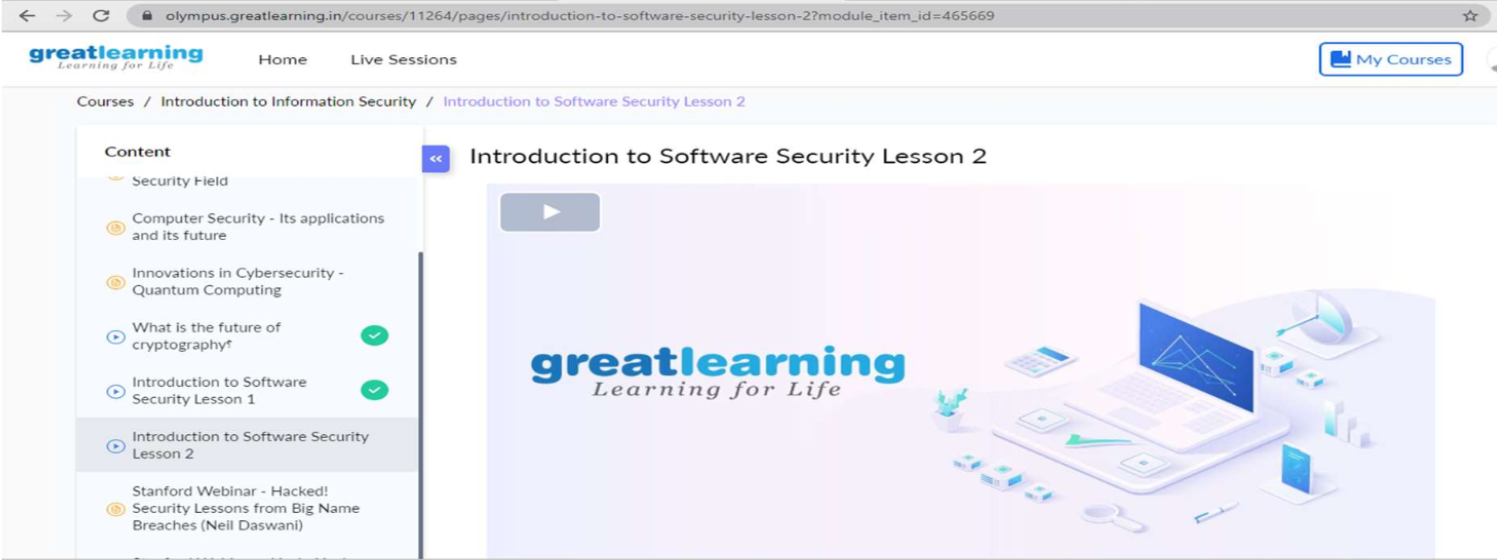 olympus.greatlearning.in/courses/11264/pages/introduction-to-software-security-lesson-2?module_item_id=465669
greatlearning
Learning for Life
Home
Live Sessions
My Courses
Courses / Introduction to Information Security / Introduction to Software Security Lesson 2
Content
«
Security Field
Computer Security - Its applications
and its future
Innovations in Cybersecurity -
Quantum Computing
What is the future of
cryptography?
Introduction to Software
Security Lesson 1
Introduction to Software Security
Lesson 2
Stanford Webinar - Hacked!
Security Lessons from Big Name
Breaches (Neil Daswani)
Introduction to Software Security Lesson 2
greatlearning
Learning for Life